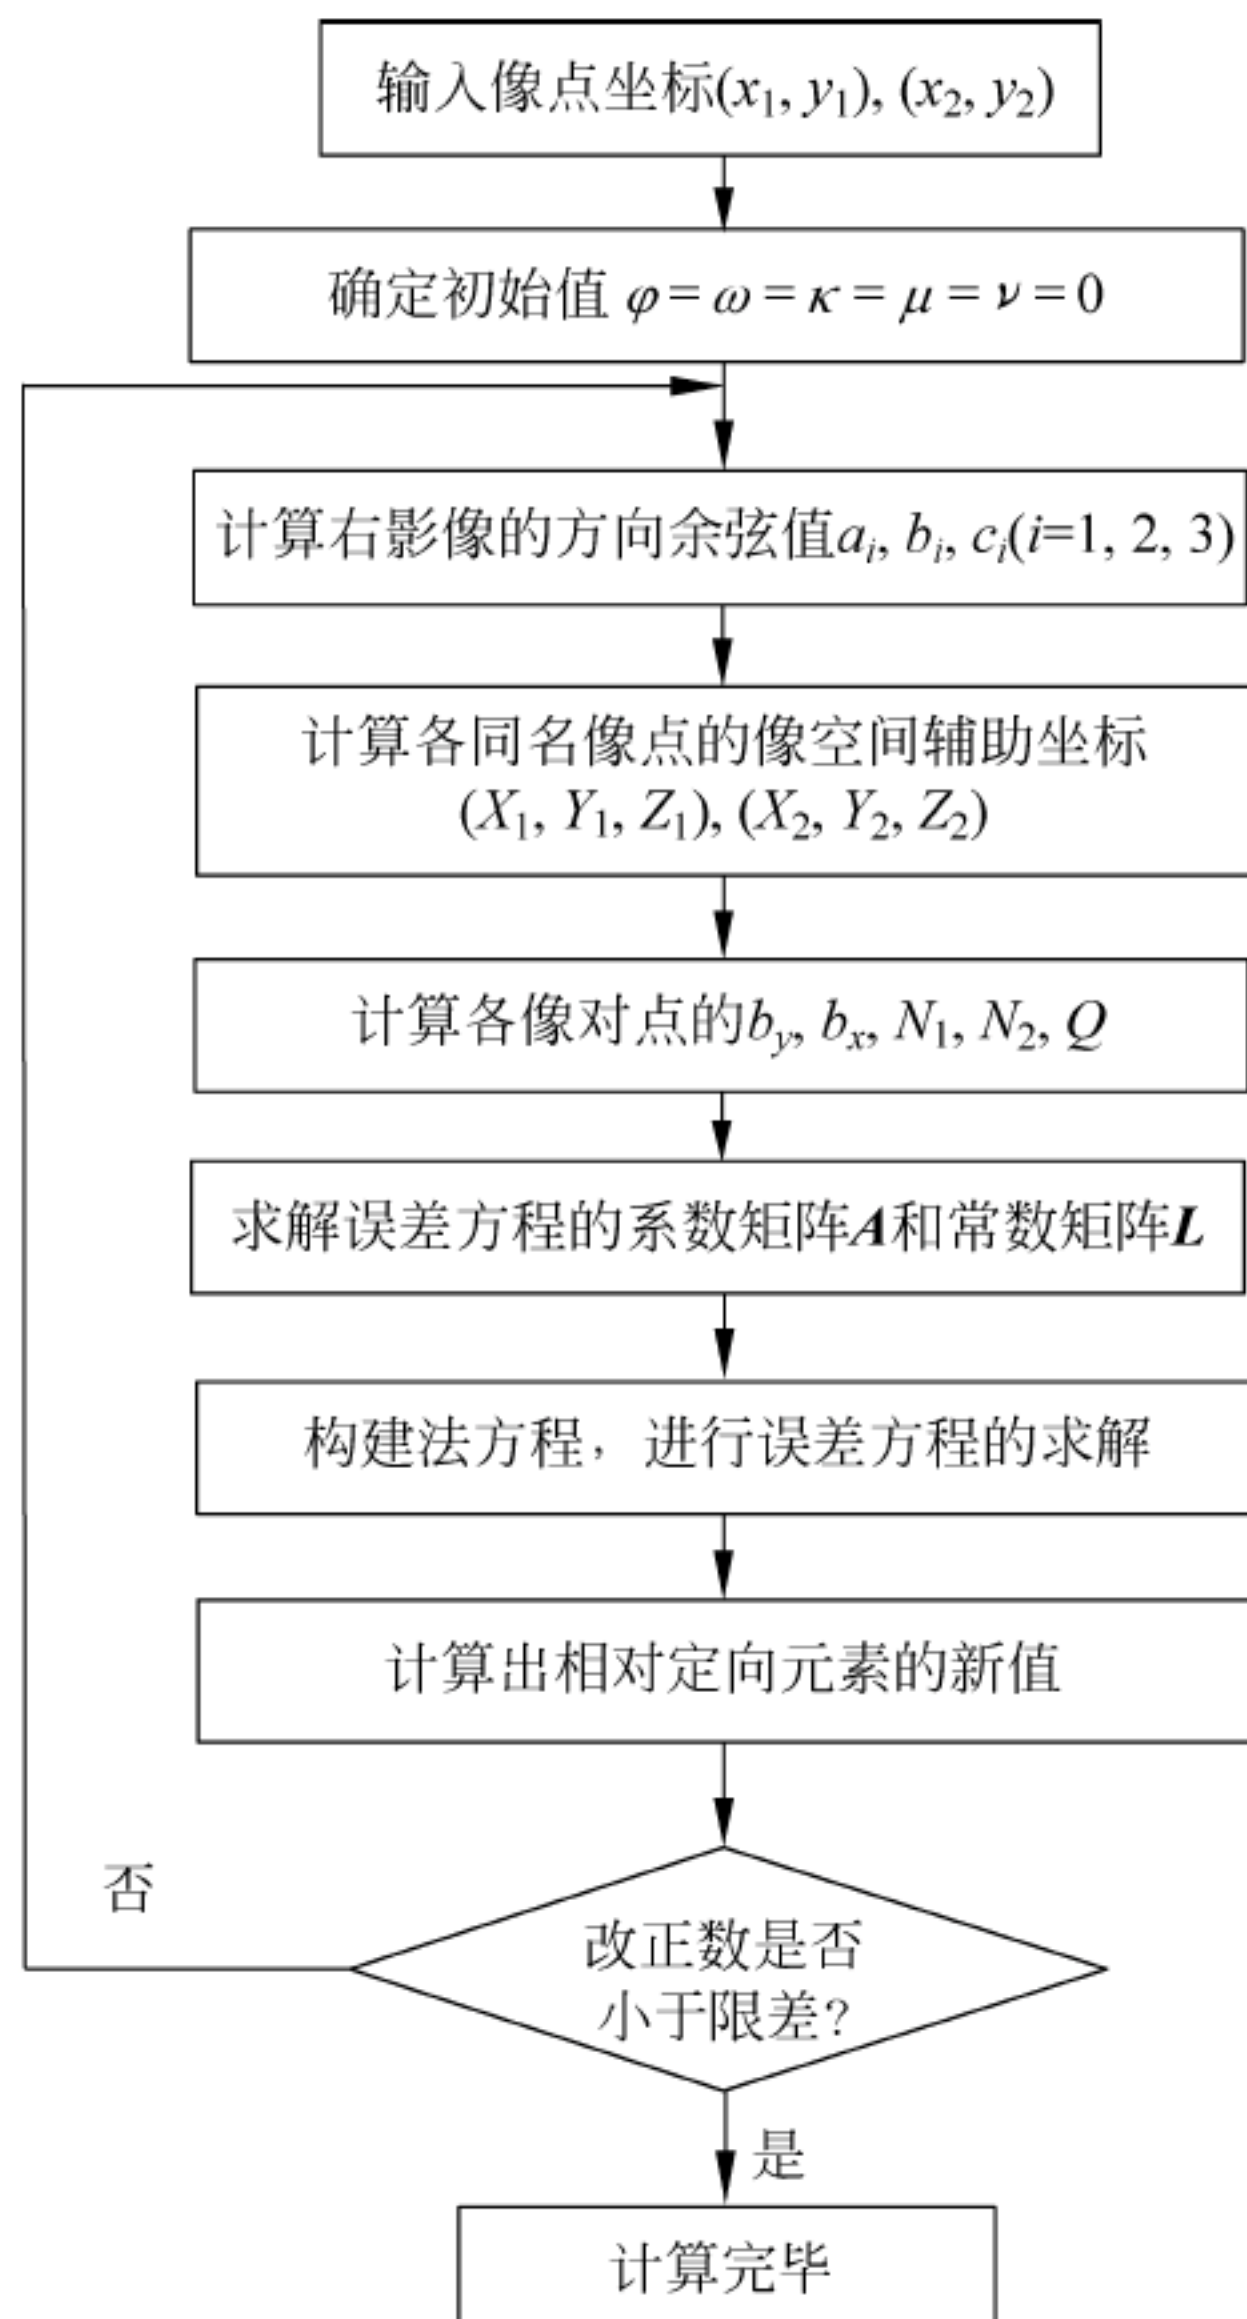 输入像点坐标(x₁, y₁), (x₂, y₂)
确定初始值 φ = ω = κ = μ = ν = 0
计算右影像的方向余弦值aᵢ, bᵢ, cᵢ(i=1, 2, 3)
计算各同名像点的像空间辅助坐标
(X₁, Y₁, Z₁), (X₂, Y₂, Z₂)
计算各像对点的b_y, b_x, N₁, N₂, Q
求解误差方程的系数矩阵A和常数矩阵L
构建法方程，进行误差方程的求解
计算出相对定向元素的新值
否
改正数是否
小于限差?
是
计算完毕